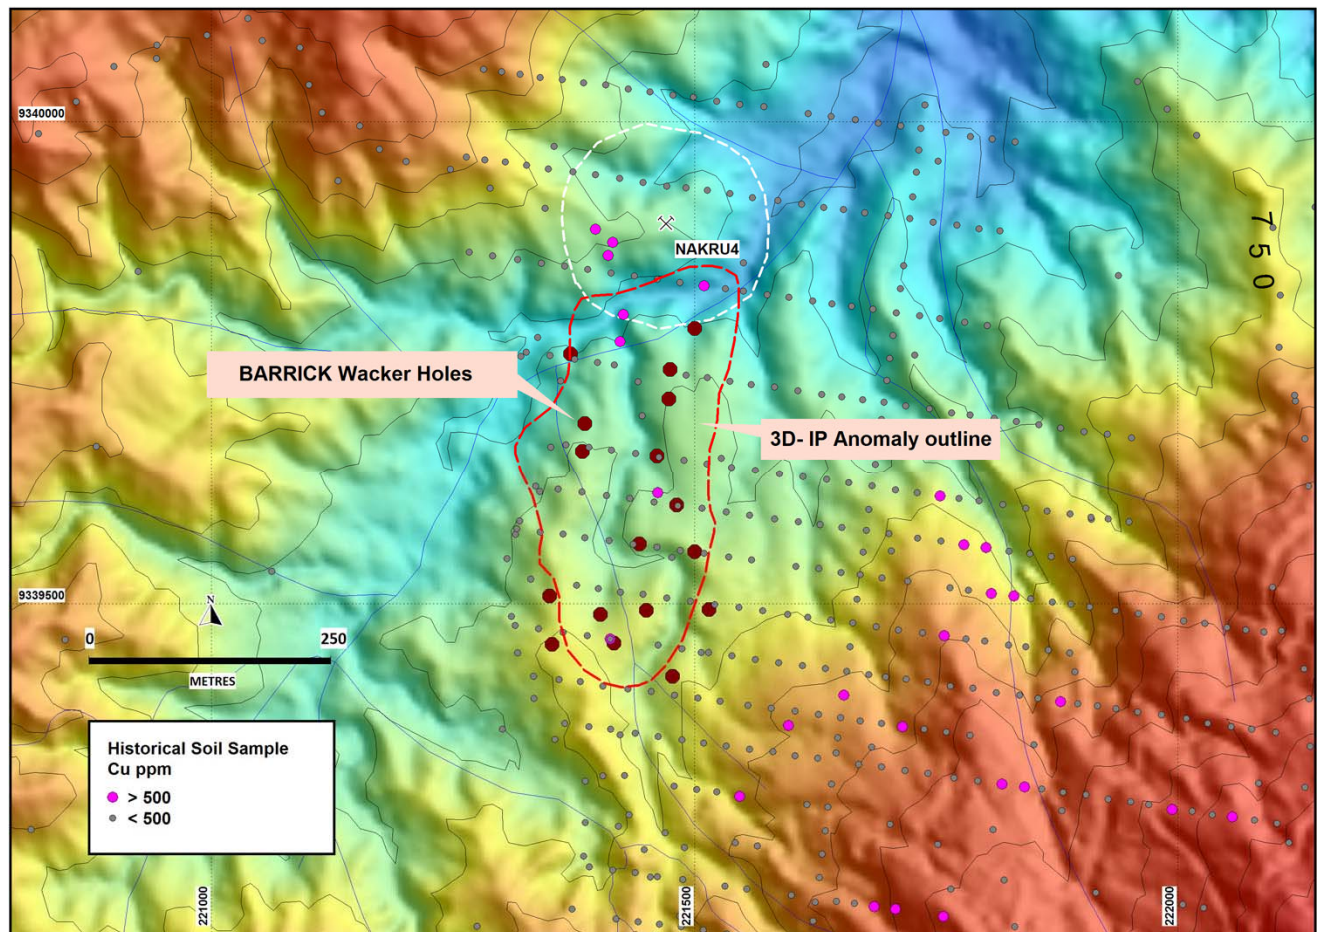 9340000
750
NAKRU4
BARRICK Wacker Holes
3D- IP Anomaly outline
9339500
N
0 250
METRES
Historical Soil Sample
Cu ppm
> 500
< 500
221000
221500
222000